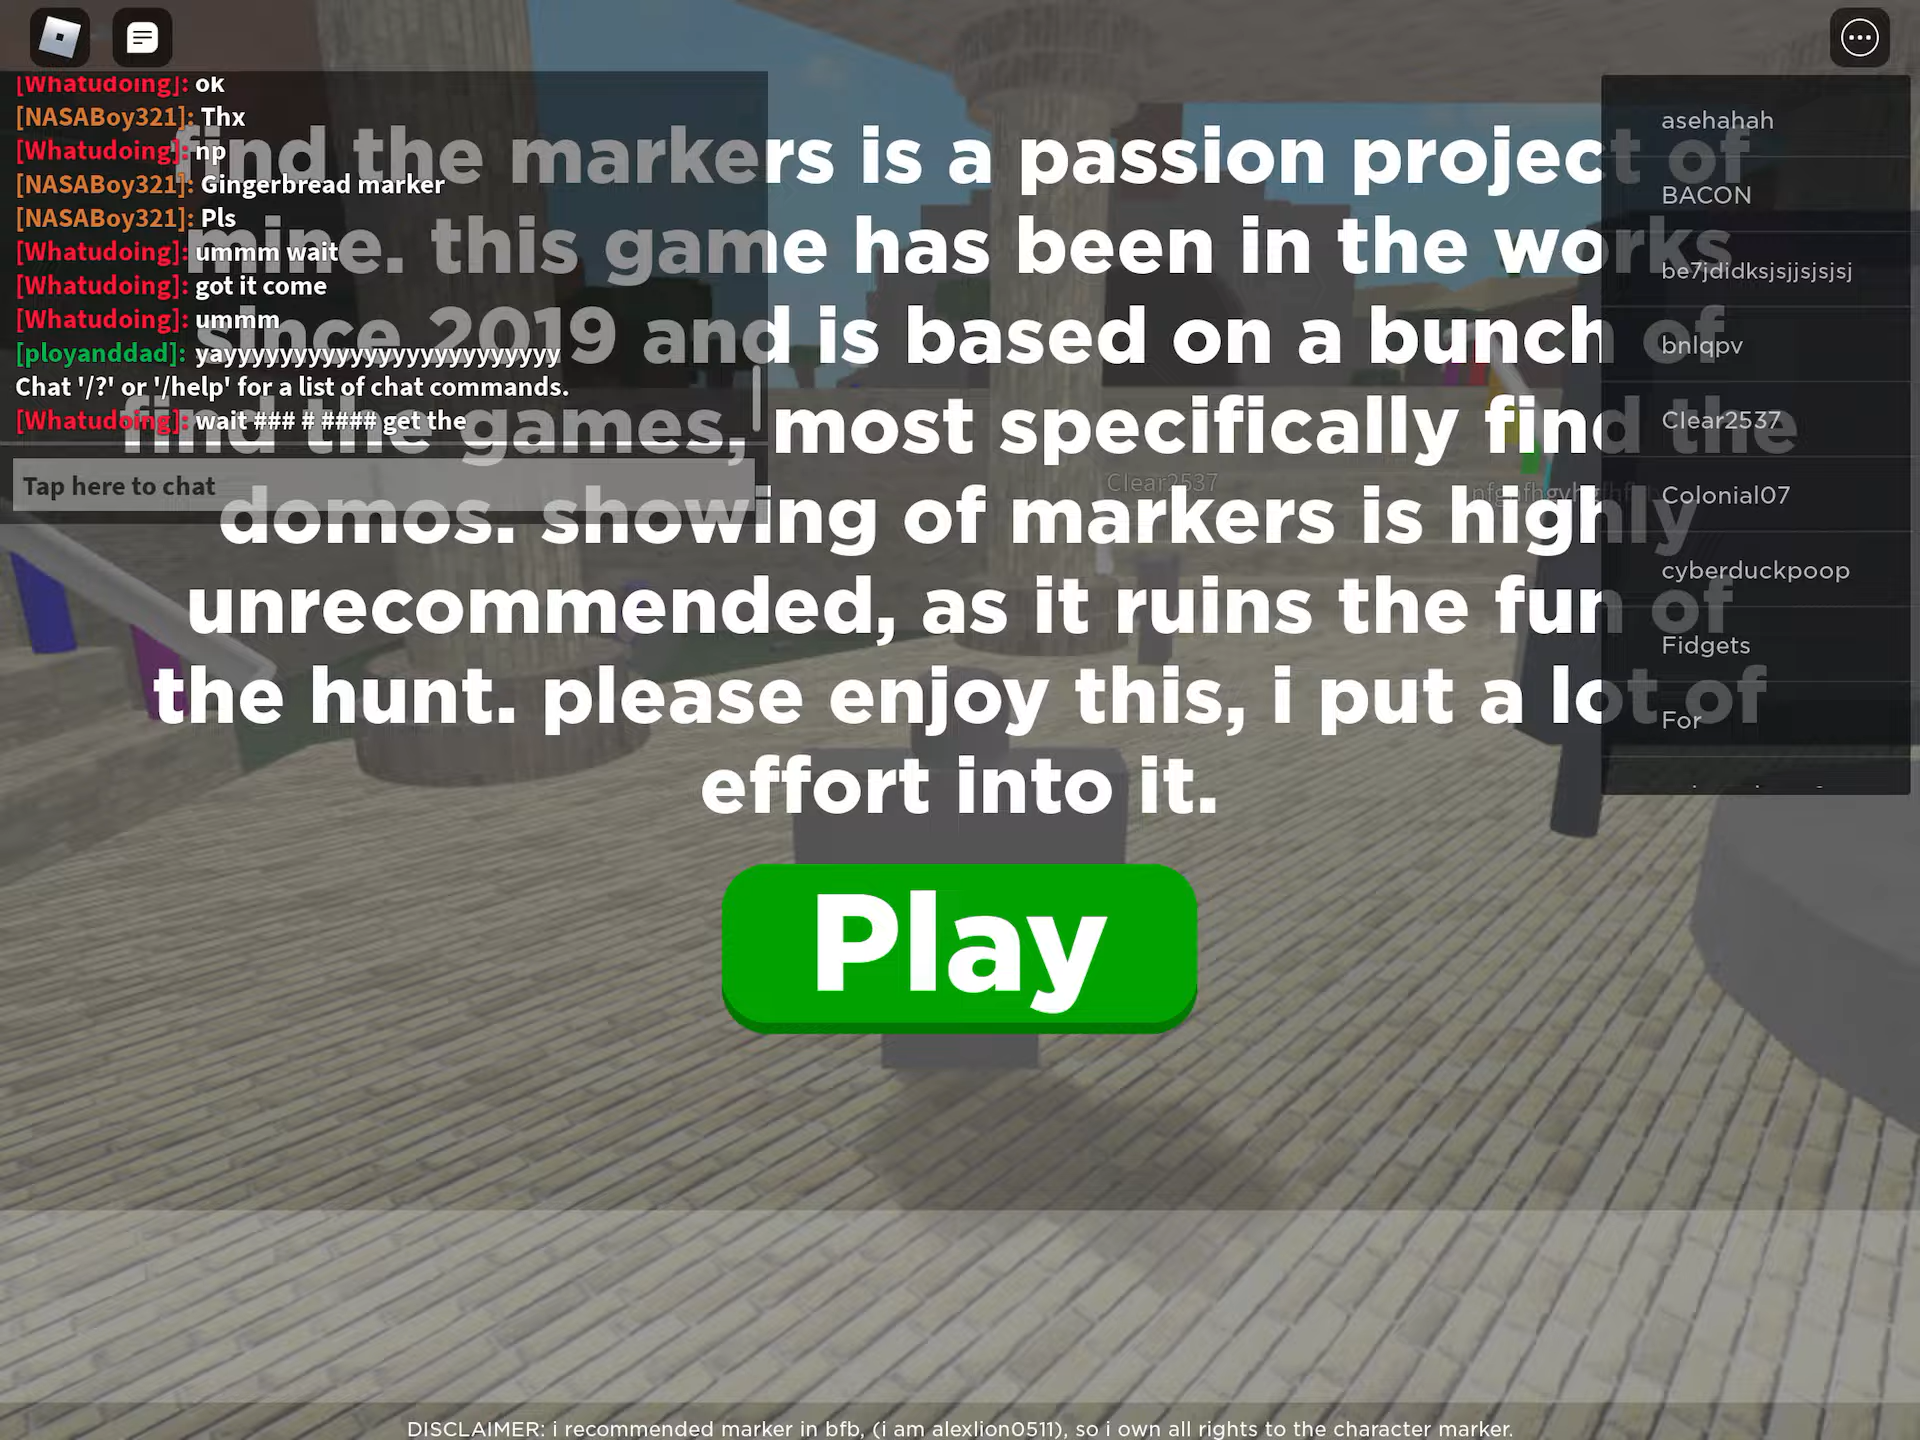 [Whatudoing]: ok
[NASABoy321]: Thx
[Whatudoing]: np
[NASABoy321]: Gingerbread marker
[NASABoy321]: Pls
[Whatudoing]: ummm wait
[Whatudoing]: got it come
[Whatudoing]: ummm
[ployanddad]: yayyyyyyyyyyyyyyyyyyyyyyyyy
Chat '/?' or '/help' for a list of chat commands.
[Whatudoing]: wait ### # #### get the
Tap here to chat
find the markers is a passion project of
mine. this game has been in the works
since 2019 and is based on a bunch of
find the games, most specifically find the
domos. showing of markers is highly
unrecommended, as it ruins the fun of
the hunt. please enjoy this, i put a lot of
effort into it.
Clear2537
Play
asehahah
BACON
be7jdidksjsjjsjsjsj
bnlqpv
Clear2537
Colonial07
cyberduckpoop
Fidgets
For
DISCLAIMER: i recommended marker in bfb, (i am alexlion0511), so i own all rights to the character marker.